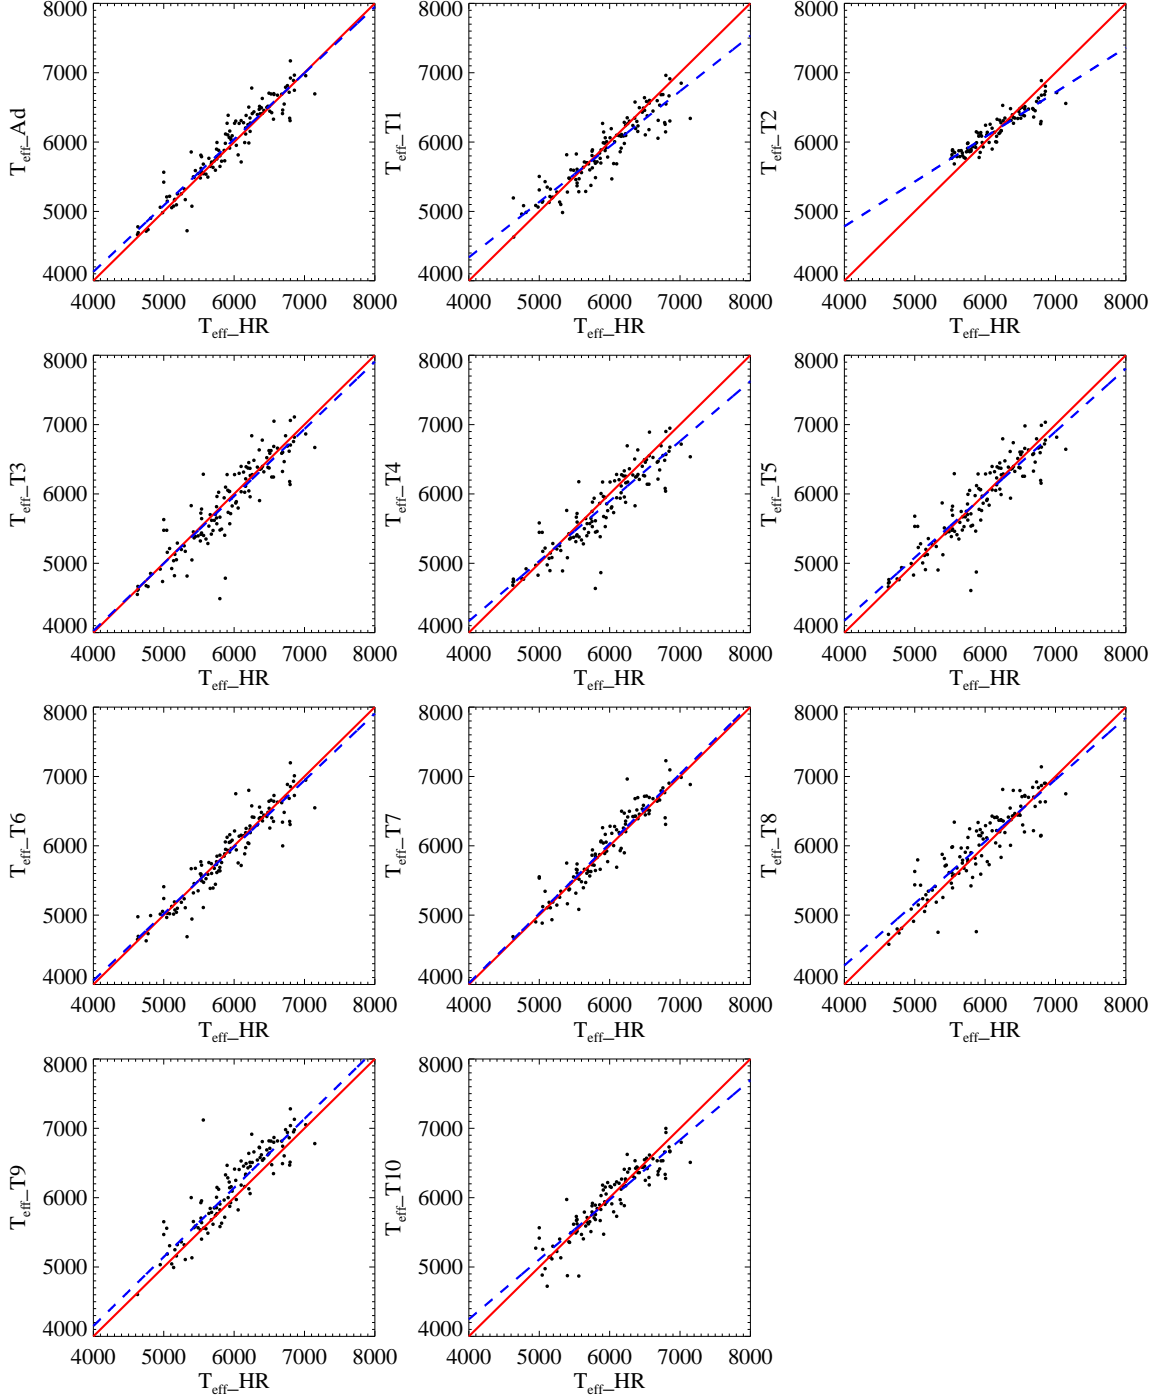 8000 8000 8000
7000 7000 7000
6000 6000 6000
5000 5000 5000
4000 4000 4000
T_eff_Ad T_eff_T1 T_eff_T2
4000 5000 6000 7000 8000 4000 5000 6000 7000 8000 4000 5000 6000 7000 8000
T_eff_HR T_eff_HR T_eff_HR
8000 8000 8000
7000 7000 7000
6000 6000 6000
5000 5000 5000
4000 4000 4000
T_eff_T3 T_eff_T4 T_eff_T5
4000 5000 6000 7000 8000 4000 5000 6000 7000 8000 4000 5000 6000 7000 8000
T_eff_HR T_eff_HR T_eff_HR
8000 8000 8000
7000 7000 7000
6000 6000 6000
5000 5000 5000
4000 4000 4000
T_eff_T6 T_eff_T7 T_eff_T8
4000 5000 6000 7000 8000 4000 5000 6000 7000 8000 4000 5000 6000 7000 8000
T_eff_HR T_eff_HR T_eff_HR
8000 8000
7000 7000
6000 6000
5000 5000
4000 4000
T_eff_T9 T_eff_T10
4000 5000 6000 7000 8000 4000 5000 6000 7000 8000
T_eff_HR T_eff_HR